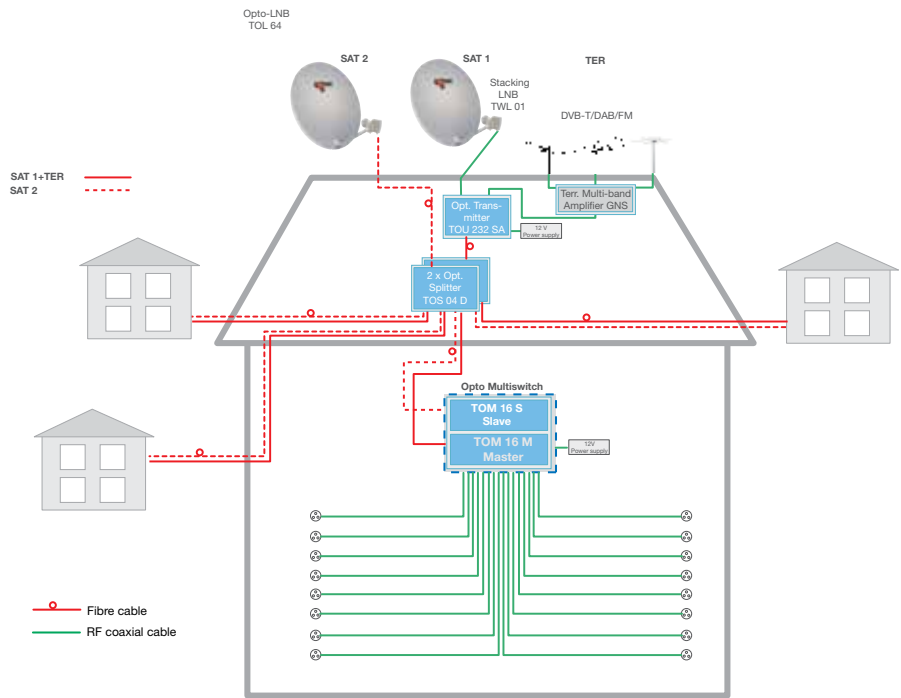 Opto-LNB
TOL 64
SAT 2
SAT 1
TER
Stacking
LNB
TWL 01
DVB-T/DAB/FM
SAT 1+TER
SAT 2
Opt. Trans-
mitter
TOU 232 SA
12 V
Power supply
Terr. Multi-band
Amplifier GNS
2 x Opt.
Splitter
TOS 04 D
Opto Multiswitch
TOM 16 S
Slave
TOM 16 M
Master
12V
Power supply
Fibre cable
RF coaxial cable